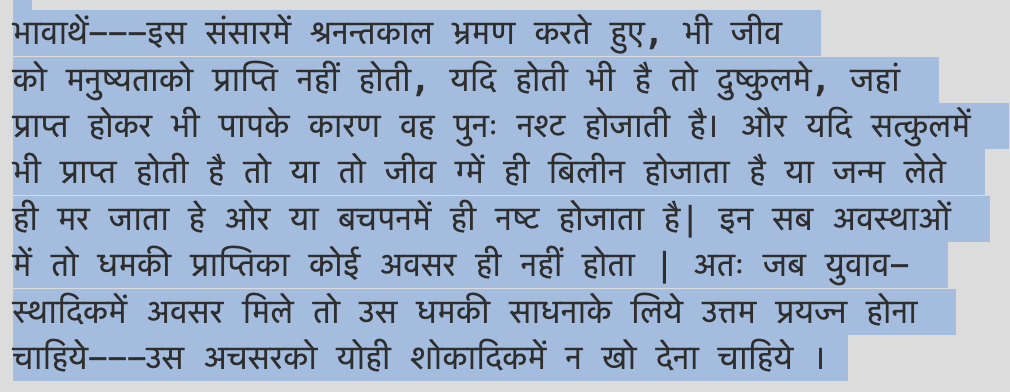 भावाथें———इस संसारमें श्रनन्तकाल भ्रमण करते हुए, भी जीव
को मनुष्यताको प्राप्ति नहीं होती, यदि होती भी है तो दुष्कुलमे, जहां
प्राप्त होकर भी पापके कारण वह पुनः नश्ट होजाती है। और यदि सत्कुलमें
भी प्राप्त होती है तो या तो जीव ग्में ही बिलीन होजाता है या जन्म लेते
ही मर जाता हे ओर या बचपनमें ही नष्ट होजाता है| इन सब अवस्थाओं
में तो धमकी प्राप्तिका कोई अवसर ही नहीं होता | अतः जब युवाव—
स्थादिकमें अवसर मिले तो उस धमकी साधनाके लिये उत्तम प्रयज्न होना
चाहिये———उस अचसरको योही शोकादिकमें न खो देना चाहिये ।